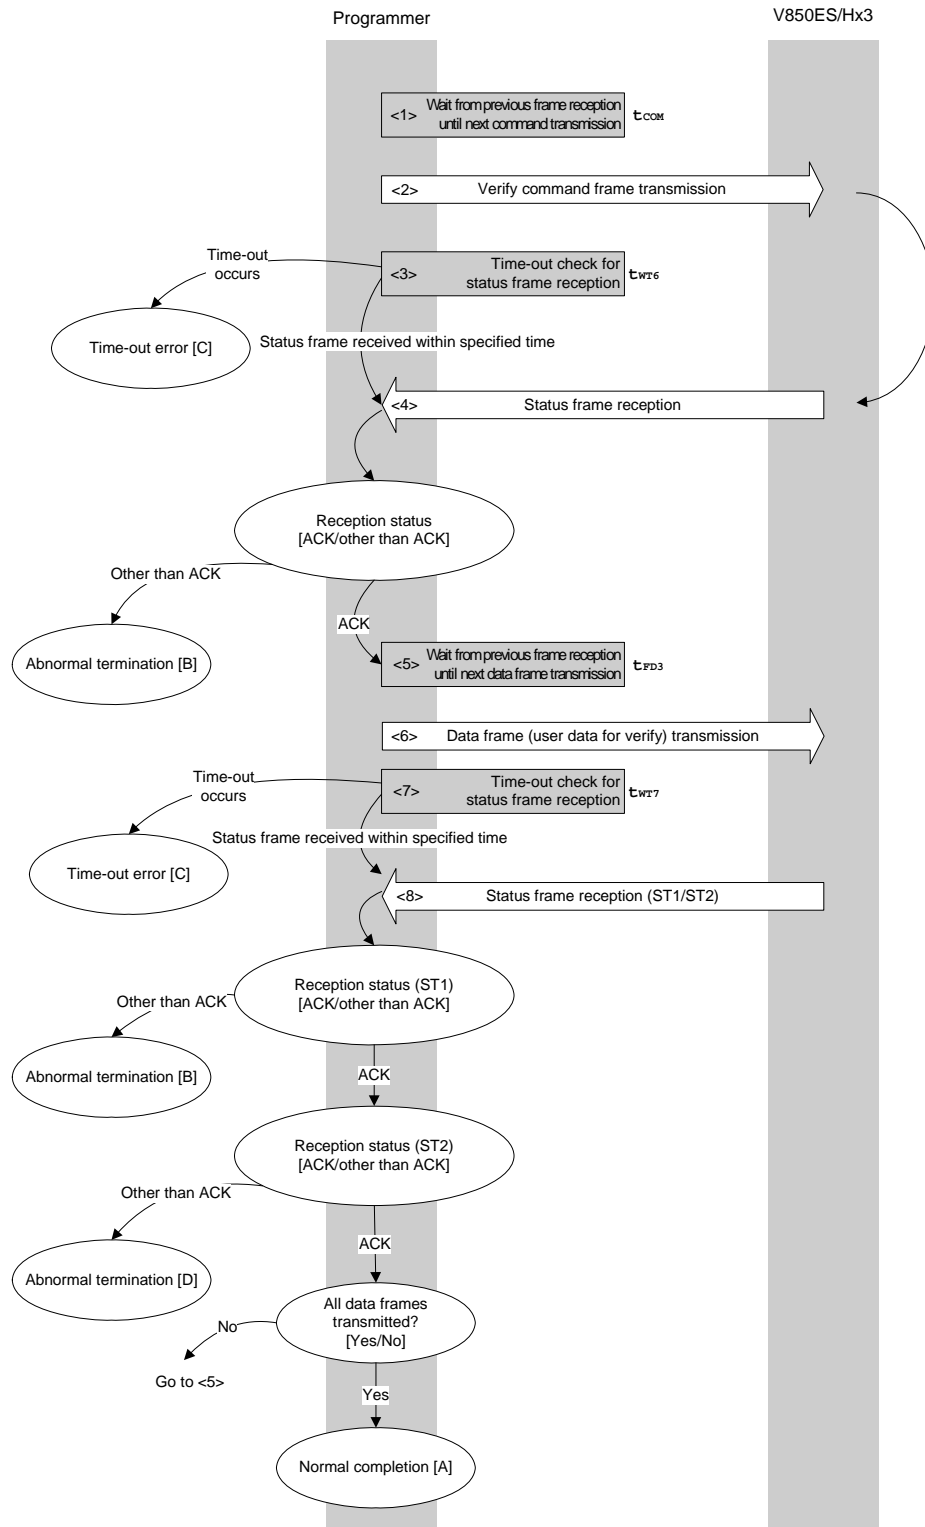 Programmer
V850ES/Hx3
<1> Wait from previous frame reception
until next command transmission
tCOM
<2> Verify command frame transmission
Time-out
occurs
<3> Time-out check for
status frame reception
tWT6
Time-out error [C]
Status frame received within specified time
<4> Status frame reception
Reception status
[ACK/other than ACK]
Other than ACK
Abnormal termination [B]
ACK
<5> Wait from previous frame reception
until next data frame transmission
tFD3
<6> Data frame (user data for verify) transmission
Time-out
occurs
<7> Time-out check for
status frame reception
tWT7
Status frame received within specified time
Time-out error [C]
<8> Status frame reception (ST1/ST2)
Reception status (ST1)
[ACK/other than ACK]
Other than ACK
Abnormal termination [B]
ACK
Reception status (ST2)
[ACK/other than ACK]
Other than ACK
Abnormal termination [D]
ACK
All data frames
transmitted?
[Yes/No]
No
Go to <5>
Yes
Normal completion [A]